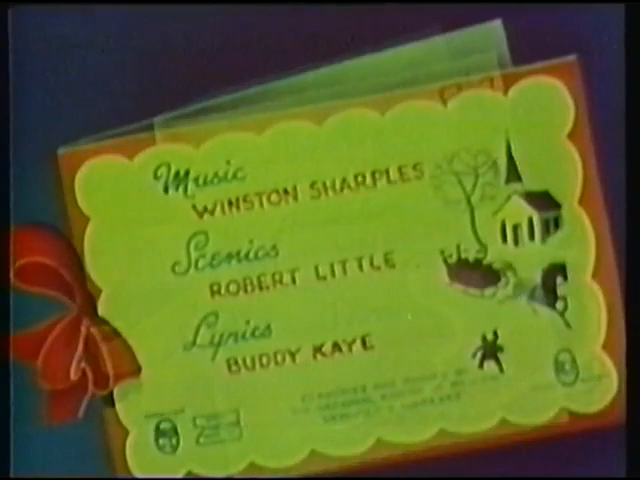 Music
WINSTON SHARPLES
Scenics
ROBERT LITTLE
Lyrics
BUDDY KAYE